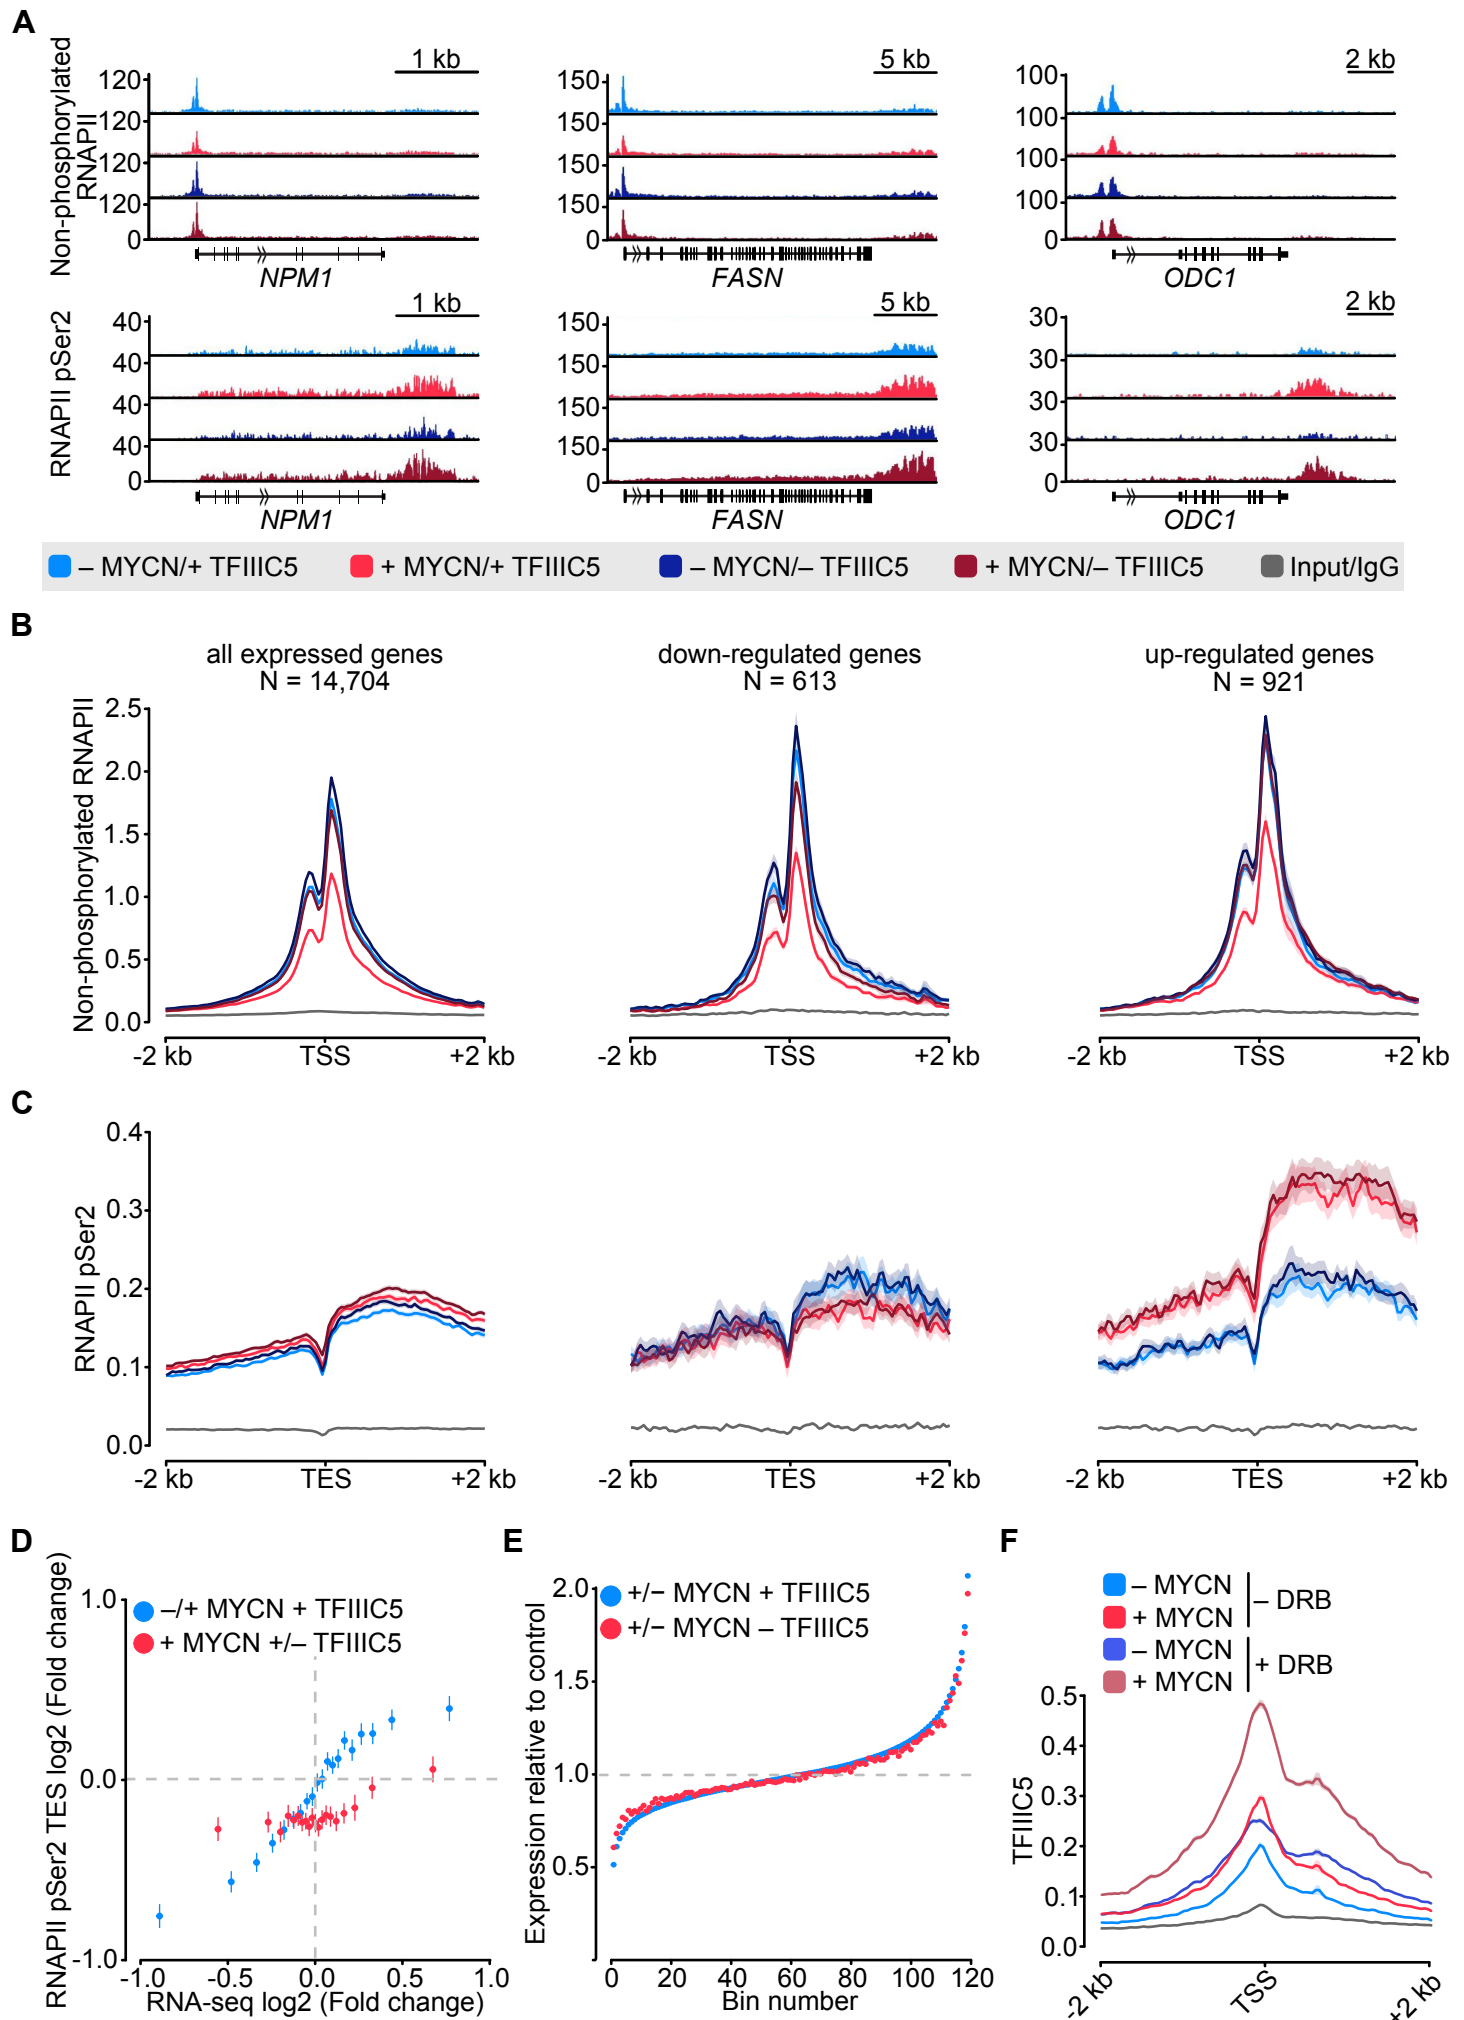 A
Non-phosphorylated
RNAPII
1 kb
5 kb
2 kb
120
120
120
120
0
150
150
150
150
0
100
100
100
100
0
NPM1
FASN
ODC1
RNAPII pSer2
1 kb
5 kb
2 kb
40
40
40
40
0
150
150
150
150
0
30
30
30
30
0
NPM1
FASN
ODC1
– MYCN/+ TFIIIC5
+ MYCN/+ TFIIIC5
– MYCN/– TFIIIC5
+ MYCN/– TFIIIC5
Input/IgG
B
all expressed genes
N = 14,704
down-regulated genes
N = 613
up-regulated genes
N = 921
Non-phosphorylated RNAPII
2.5
2.0
1.5
1.0
0.5
0.0
-2 kb TSS +2 kb
-2 kb TSS +2 kb
-2 kb TSS +2 kb
C
RNAPII pSer2
0.4
0.3
0.2
0.1
0.0
-2 kb TES +2 kb
-2 kb TES +2 kb
-2 kb TES +2 kb
D
RNAPII pSer2 TES log2 (Fold change)
1.0
0.0
-1.0
–/+ MYCN + TFIIIC5
+ MYCN +/– TFIIIC5
-1.0 -0.5 0.0 0.5 1.0
RNA-seq log2 (Fold change)
E
Expression relative to control
2.0
1.5
1.0
0.5
+/− MYCN + TFIIIC5
+/− MYCN − TFIIIC5
0 20 40 60 80 100 120
Bin number
F
– MYCN
+ MYCN
– DRB
– MYCN
+ MYCN
+ DRB
TFIIIC5
0.5
0.4
0.3
0.2
0.1
0.0
-2 kb
TSS
+2 kb